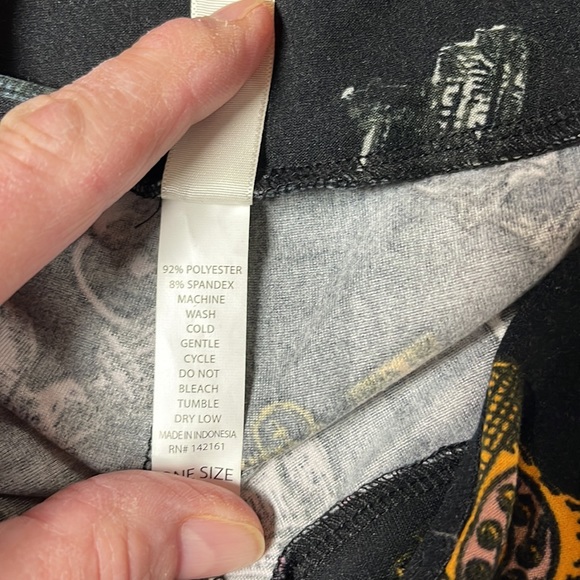 92% POLYESTER
8% SPANDEX
MACHINE
WASH
COLD
GENTLE
CYCLE
DO NOT
BLEACH
TUMBLE
DRY LOW
MADE IN INDONESIA
RN# 142161
ONE SIZE